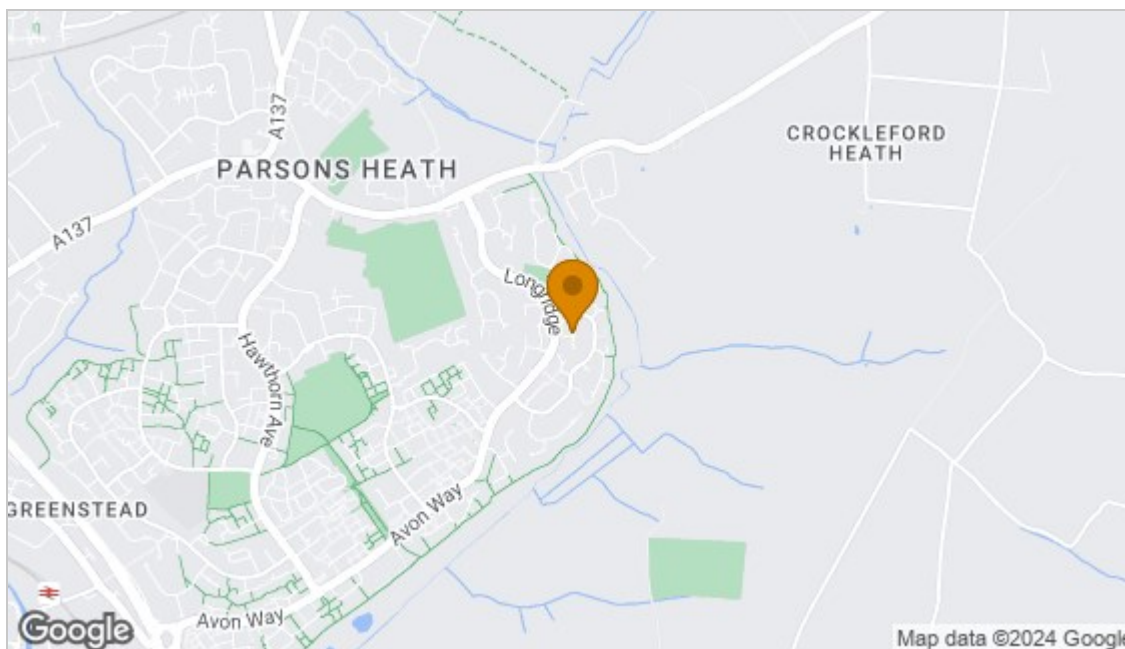 A137
PARSONS HEATH
CROCKLEFORD
HEATH
A137
Longridge
Hawthorn Ave
GREENSTEAD
Avon Way
Avon Way
Google
Map data ©2024 Google